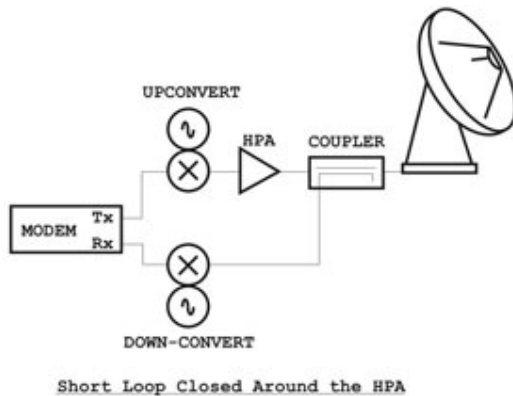 UPCONVERT
HPA
COUPLER
Tx
MODEM
Rx
DOWN-CONVERT
Short Loop Closed Around the HPA